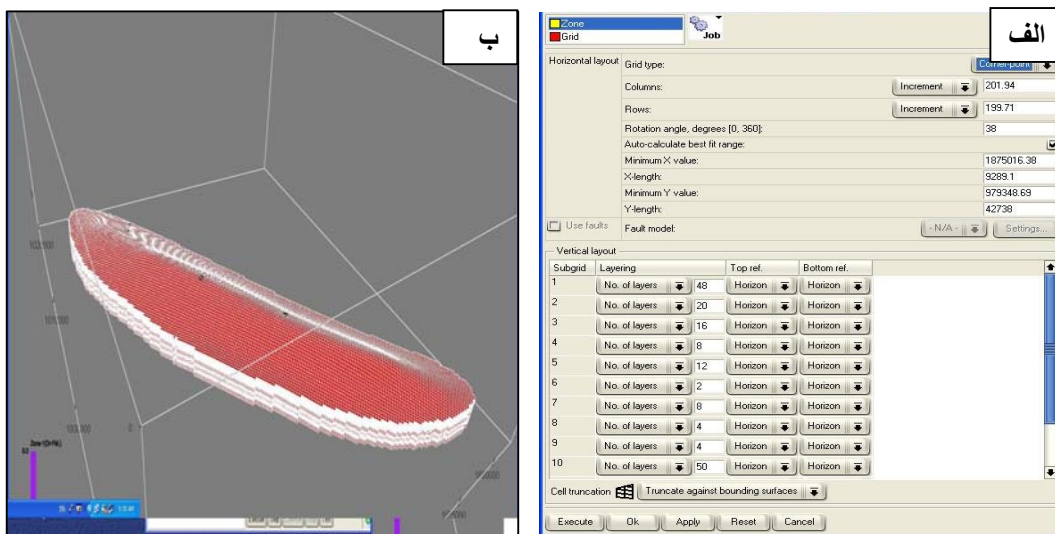 ب
الف
Zone
Grid
Job
Horizontal layout
Grid type:
Corner-point
Columns:
Increment
201.94
Rows:
Increment
199.71
Rotation angle, degrees [0, 360]:
38
Auto-calculate best fit range:
Minimum X value:
1875016.38
X-length:
9289.1
Minimum Y value:
979348.69
Y-length:
42738
Use faults
Fault model:
- N/A -
Settings...
Vertical layout
Subgrid Layering Top ref. Bottom ref.
1 No. of layers 48 Horizon Horizon
2 No. of layers 20 Horizon Horizon
3 No. of layers 16 Horizon Horizon
4 No. of layers 8 Horizon Horizon
5 No. of layers 12 Horizon Horizon
6 No. of layers 2 Horizon Horizon
7 No. of layers 8 Horizon Horizon
8 No. of layers 4 Horizon Horizon
9 No. of layers 4 Horizon Horizon
10 No. of layers 50 Horizon Horizon
Cell truncation Truncate against bounding surfaces
Execute Ok Apply Reset Cancel